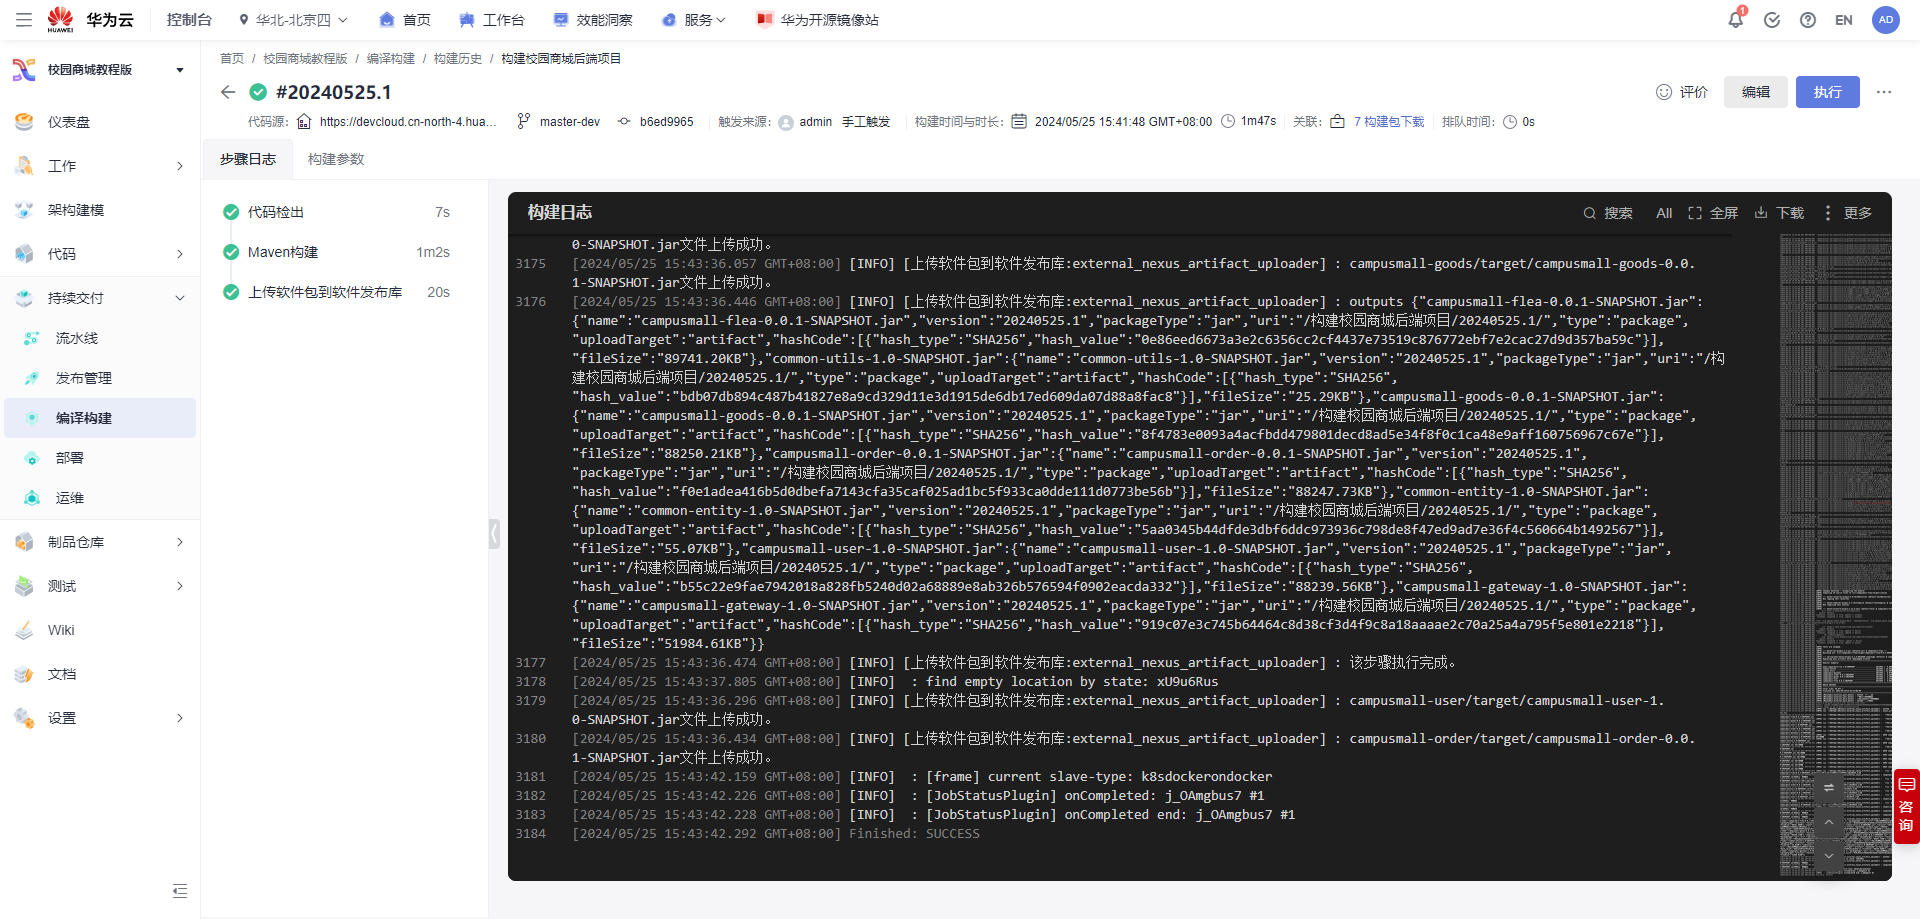 HUAWEI 华为云 控制台 华北-北京四 首页 工作台 效能洞察 服务 华为开源镜像站 1 EN AD
校园商城教程版
仪表盘
工作
架构建模
代码
持续交付
流水线
发布管理
编译构建
部署
运维
制品仓库
测试
Wiki
文档
设置
首页 / 校园商城教程版 / 编译构建 / 构建历史 / 构建校园商城后端项目
#20240525.1 评价 编辑 执行 ...
代码源: https://devcloud.cn-north-4.hua... master-dev b6ed9965 触发来源: admin 手工触发 构建时间与时长: 2024/05/25 15:41:48 GMT+08:00 1m47s 关联: 7 构建包下载 排队时间: 0s
步骤日志 构建参数
代码检出 7s
Maven构建 1m2s
上传软件包到软件发布库 20s
构建日志 搜索 All 全屏 下载 更多
0-SNAPSHOT.jar文件上传成功。
3175 [2024/05/25 15:43:36.057 GMT+08:00] [INFO] [上传软件包到软件发布库:external_nexus_artifact_uploader] : campusmall-goods/target/campusmall-goods-0.0.
1-SNAPSHOT.jar文件上传成功。
3176 [2024/05/25 15:43:36.446 GMT+08:00] [INFO] [上传软件包到软件发布库:external_nexus_artifact_uploader] : outputs {"campusmall-flea-0.0.1-SNAPSHOT.jar":
{"name":"campusmall-flea-0.0.1-SNAPSHOT.jar","version":"20240525.1","packageType":"jar","uri":"/构建校园商城后端项目/20240525.1/","type":"package",
"uploadTarget":"artifact","hashCode":[{"hash_type":"SHA256","hash_value":"0e86eed6673a3e2c6356cc2cf4437e73519c876772ebf7e2cac27d9d357ba59c"}],
"fileSize":"89741.20KB"},"common-utils-1.0-SNAPSHOT.jar":{"name":"common-utils-1.0-SNAPSHOT.jar","version":"20240525.1","packageType":"jar","uri":"/构
建校园商城后端项目/20240525.1/","type":"package","uploadTarget":"artifact","hashCode":[{"hash_type":"SHA256",
"hash_value":"bdb07db894c487b41827e8a9cd329d11e3d1915de6db17ed609da07d88a8fac8"}],"fileSize":"25.29KB"},"campusmall-goods-0.0.1-SNAPSHOT.jar":
{"name":"campusmall-goods-0.0.1-SNAPSHOT.jar","version":"20240525.1","packageType":"jar","uri":"/构建校园商城后端项目/20240525.1/","type":"package",
"uploadTarget":"artifact","hashCode":[{"hash_type":"SHA256","hash_value":"8f4783e0093a4acfbdd479801decd8ad5e34f8f0c1ca48e9aff160756967c67e"}],
"fileSize":"88250.21KB"},"campusmall-order-0.0.1-SNAPSHOT.jar":{"name":"campusmall-order-0.0.1-SNAPSHOT.jar","version":"20240525.1",
"packageType":"jar","uri":"/构建校园商城后端项目/20240525.1/","type":"package","uploadTarget":"artifact","hashCode":[{"hash_type":"SHA256",
"hash_value":"f0e1adea416b5d0dbefa7143cfa35caf025ad1bc5f933ca0dde111d0773be56b"}],"fileSize":"88247.73KB"},"common-entity-1.0-SNAPSHOT.jar":
{"name":"common-entity-1.0-SNAPSHOT.jar","version":"20240525.1","packageType":"jar","uri":"/构建校园商城后端项目/20240525.1/","type":"package",
"uploadTarget":"artifact","hashCode":[{"hash_type":"SHA256","hash_value":"5aa0345b44dfde3dbf6ddc973936c798de8f47ed9ad7e36f4c560664b1492567"}],
"fileSize":"55.07KB"},"campusmall-user-1.0-SNAPSHOT.jar":{"name":"campusmall-user-1.0-SNAPSHOT.jar","version":"20240525.1","packageType":"jar",
"uri":"/构建校园商城后端项目/20240525.1/","type":"package","uploadTarget":"artifact","hashCode":[{"hash_type":"SHA256",
"hash_value":"b55c22e9fae7942018a828fb5240d02a68889e8ab326b576594f0902eacda332"}],"fileSize":"88239.56KB"},"campusmall-gateway-1.0-SNAPSHOT.jar":
{"name":"campusmall-gateway-1.0-SNAPSHOT.jar","version":"20240525.1","packageType":"jar","uri":"/构建校园商城后端项目/20240525.1/","type":"package",
"uploadTarget":"artifact","hashCode":[{"hash_type":"SHA256","hash_value":"919c07e3c745b64464c8d38cf3d4f9c8a18aaaae2c70a25a4a795f5e801e2218"}],
"fileSize":"51984.61KB"}}
3177 [2024/05/25 15:43:36.474 GMT+08:00] [INFO] [上传软件包到软件发布库:external_nexus_artifact_uploader] : 该步骤执行完成。
3178 [2024/05/25 15:43:37.805 GMT+08:00] [INFO] : find empty location by state: xU9u6Rus
3179 [2024/05/25 15:43:36.296 GMT+08:00] [INFO] [上传软件包到软件发布库:external_nexus_artifact_uploader] : campusmall-user/target/campusmall-user-1.
0-SNAPSHOT.jar文件上传成功。
3180 [2024/05/25 15:43:36.434 GMT+08:00] [INFO] [上传软件包到软件发布库:external_nexus_artifact_uploader] : campusmall-order/target/campusmall-order-0.0.
1-SNAPSHOT.jar文件上传成功。
3181 [2024/05/25 15:43:42.159 GMT+08:00] [INFO] : [frame] current slave-type: k8sdockerondocker
3182 [2024/05/25 15:43:42.226 GMT+08:00] [INFO] : [JobStatusPlugin] onCompleted: j_OAmgbus7 #1
3183 [2024/05/25 15:43:42.228 GMT+08:00] [INFO] : [JobStatusPlugin] onCompleted end: j_OAmgbus7 #1
3184 [2024/05/25 15:43:42.292 GMT+08:00] Finished: SUCCESS
咨
询